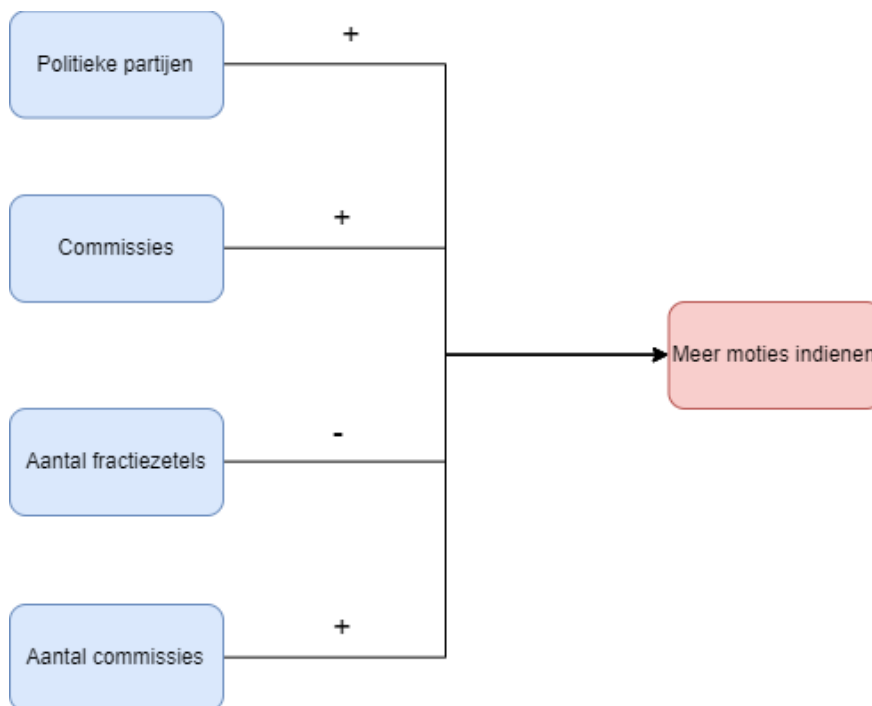 Politieke partijen
+
Commissies
+
Aantal fractiezetels
-
Meer moties indienen
Aantal commissies
+